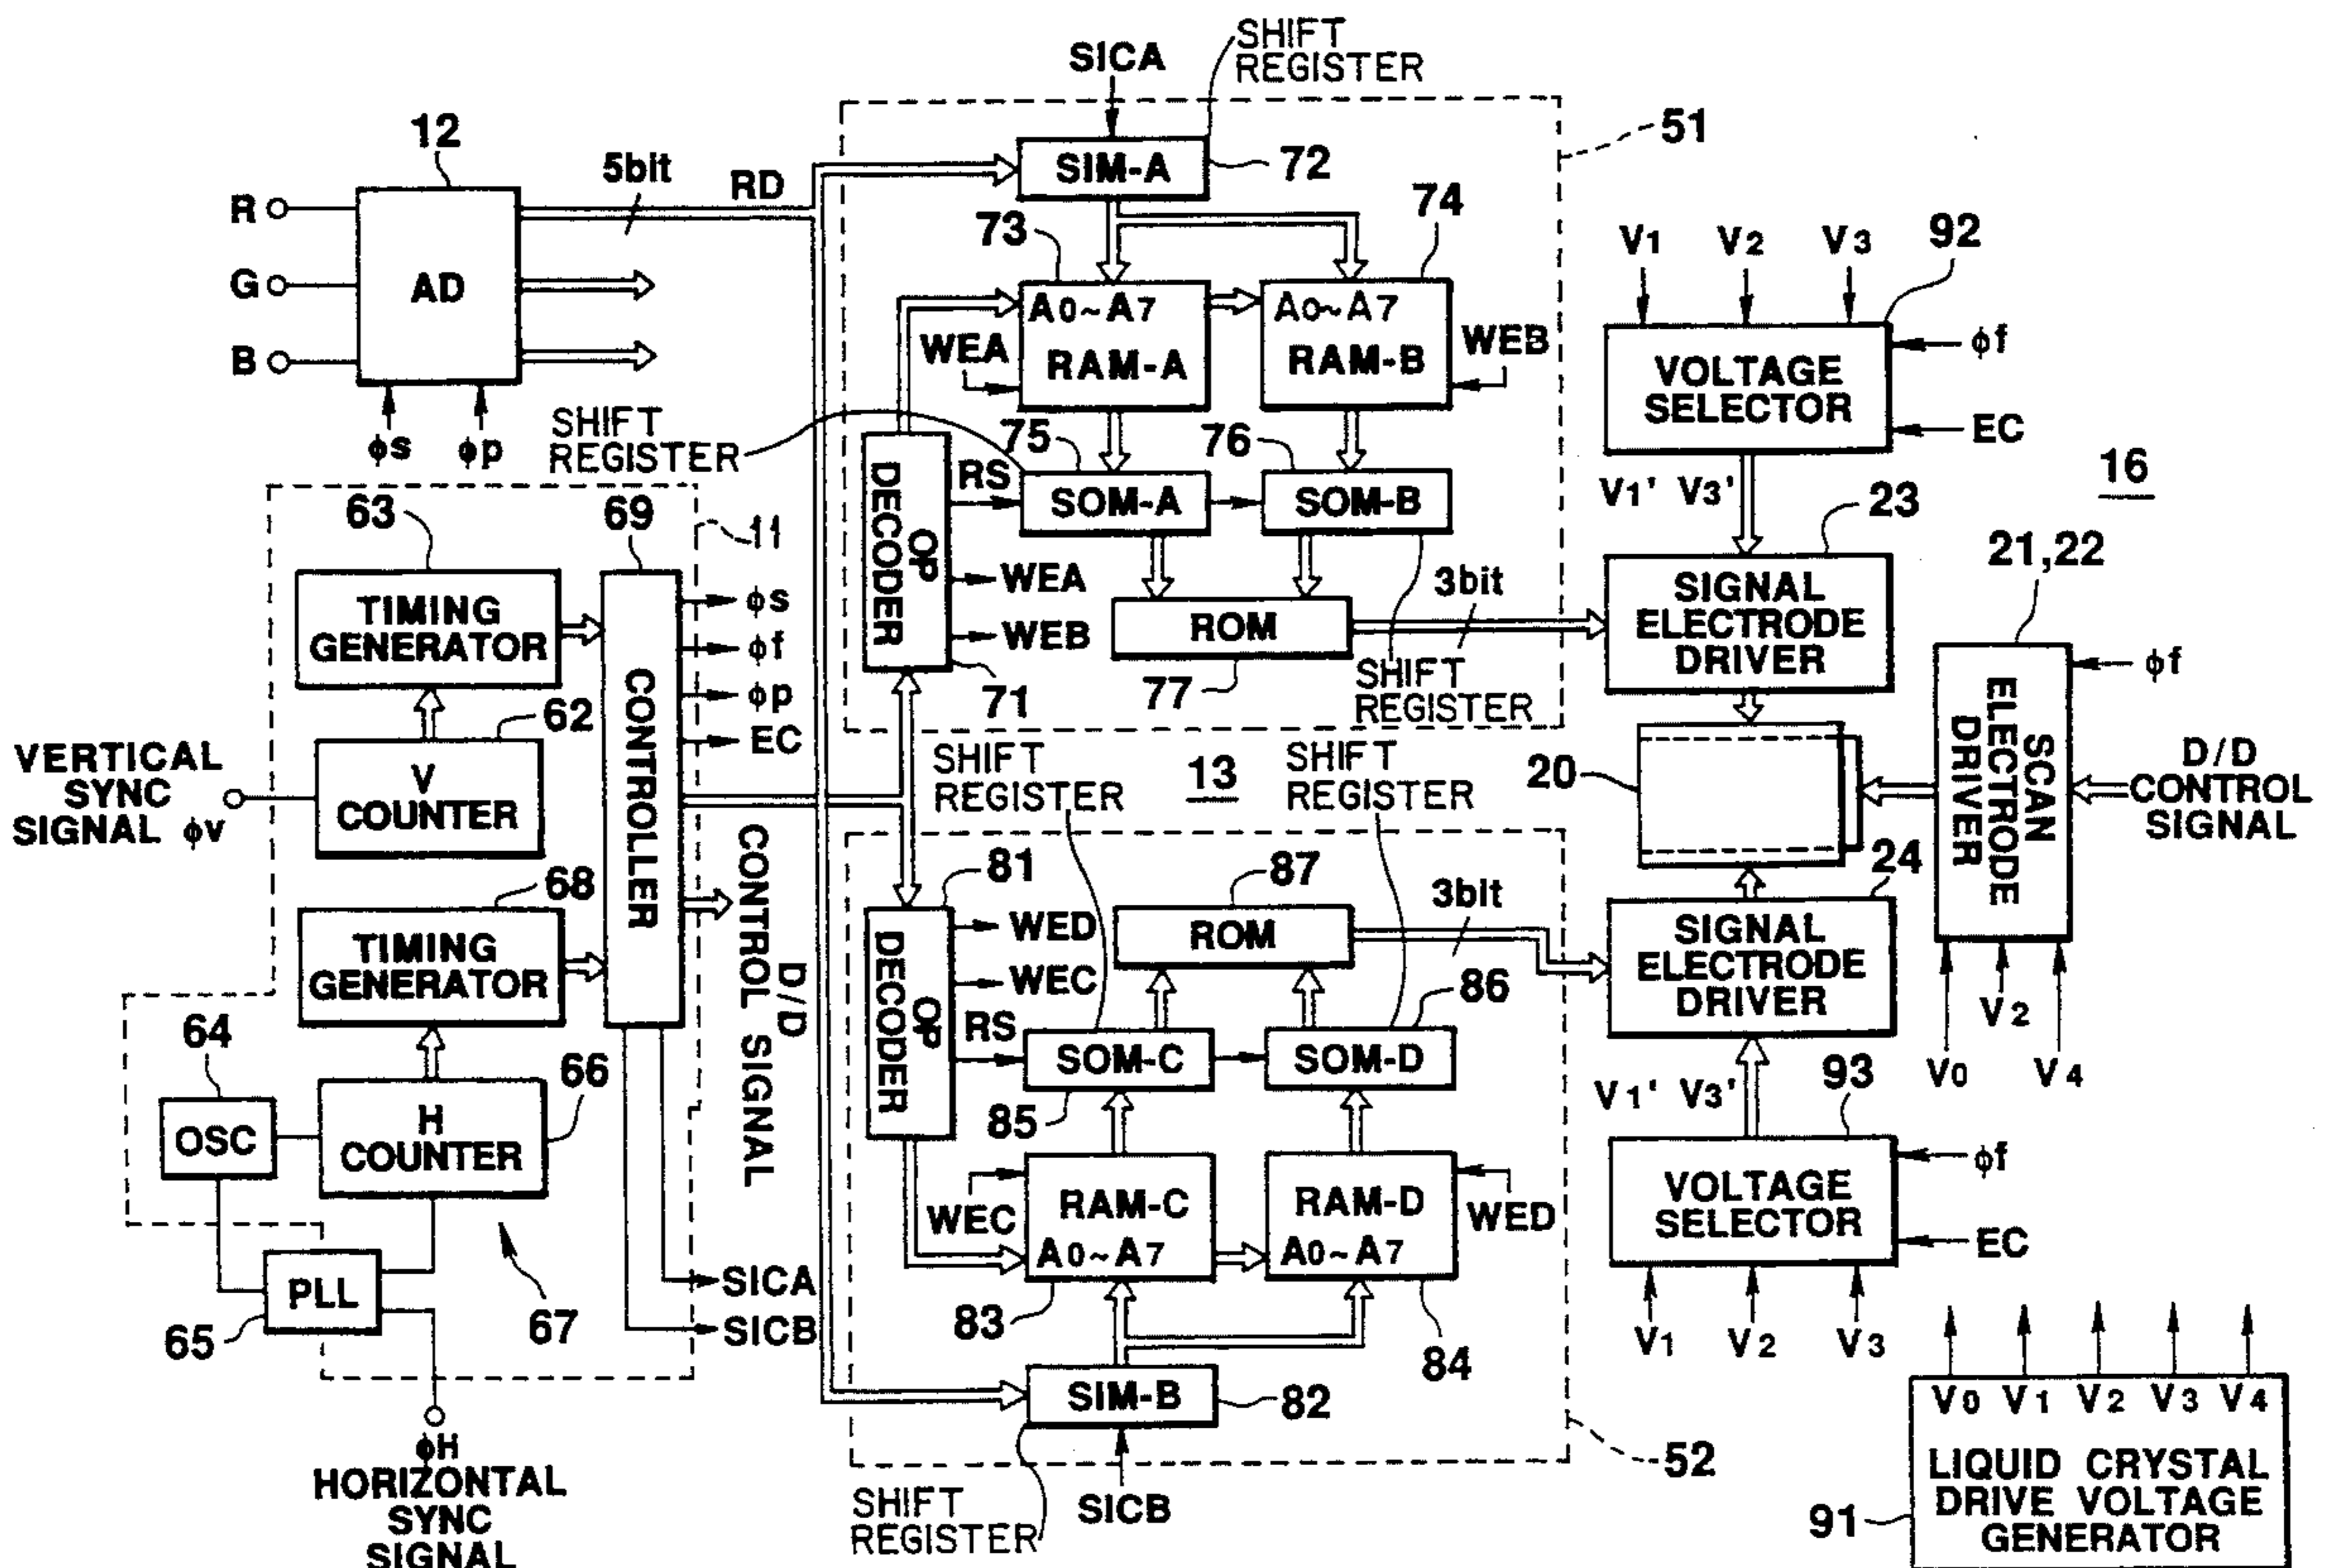 SHIFT
REGISTER
SICA
12
5bit
RD
R
G
B
AD
φs
φp
51
SIM-A
72
73
74
A0~A7
RAM-A
A0~A7
RAM-B
WEA
WEB
SHIFT
REGISTER
75
76
RS
SOM-A
SOM-B
OP
DECODER
WEA
WEB
ROM
3bit
71
77
SHIFT
REGISTER
V1
V2
V3
92
VOLTAGE
SELECTOR
φf
EC
V1'
V3'
16
23
SIGNAL
ELECTRODE
DRIVER
21,22
φf
SCAN
ELECTRODE
DRIVER
D/D
CONTROL
SIGNAL
20
24
63
69
11
TIMING
GENERATOR
CONTROLLER
φs
φf
φp
EC
62
V
COUNTER
VERTICAL
SYNC
SIGNAL φv
68
TIMING
GENERATOR
D/D
CONTROL SIGNAL
64
OSC
66
H
COUNTER
PLL
65
67
SICA
SICB
φH
HORIZONTAL
SYNC
SIGNAL
SHIFT
REGISTER
13
SHIFT
REGISTER
81
87
3bit
WED
WEC
ROM
OP
DECODER
RS
86
SOM-C
SOM-D
85
WEC
RAM-C
A0~A7
RAM-D
A0~A7
WED
83
84
SIM-B
82
SHIFT
REGISTER
SICB
52
SIGNAL
ELECTRODE
DRIVER
V0
V2
V4
V1'
V3'
93
VOLTAGE
SELECTOR
φf
EC
V1
V2
V3
V0
V1
V2
V3
V4
LIQUID CRYSTAL
DRIVE VOLTAGE
GENERATOR
91